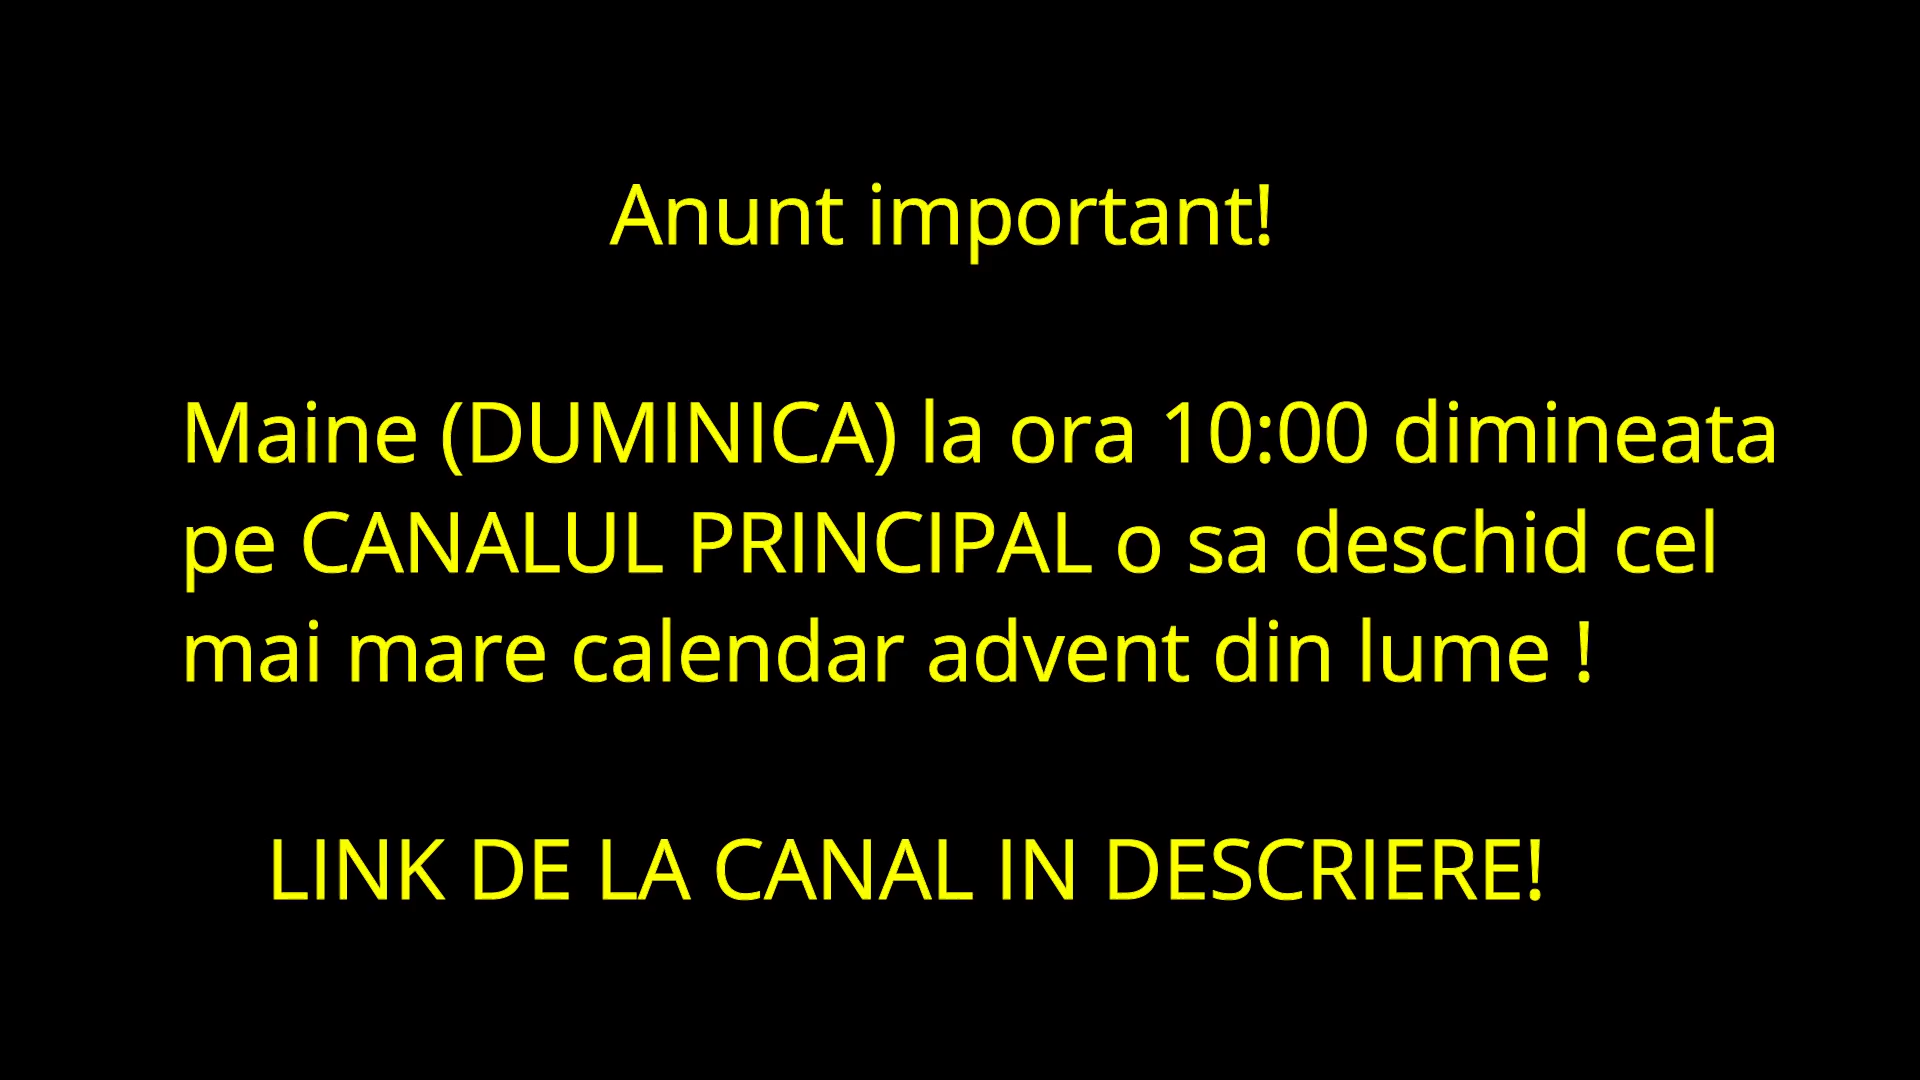 Anunt important!
Maine (DUMINICA) la ora 10:00 dimineata
pe CANALUL PRINCIPAL o sa deschid cel
mai mare calendar advent din lume !
LINK DE LA CANAL IN DESCRIERE!